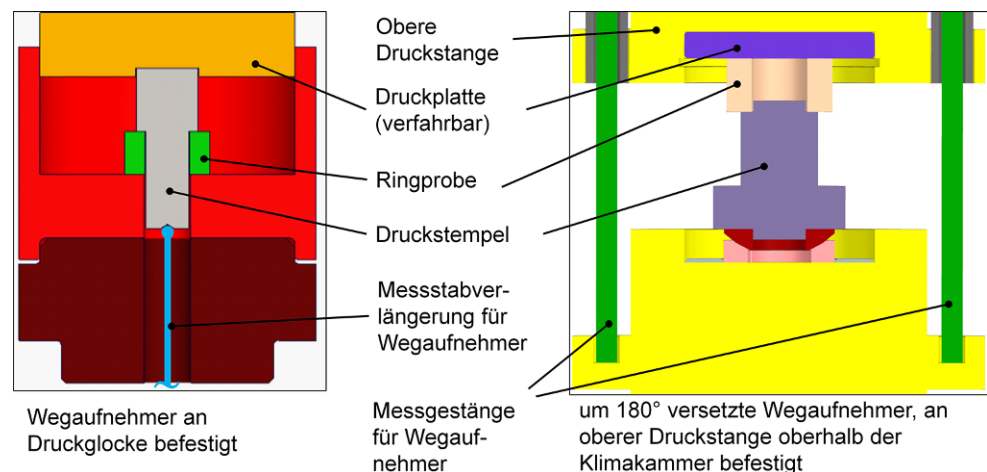 Obere
Druckstange
Druckplatte
(verfahrbar)
Ringprobe
Druckstempel
Messstabver-
längerung für
Wegaufnehmer
Messgestänge
für Wegauf-
nehmer
Wegaufnehmer an
Druckglocke befestigt
um 180° versetzte Wegaufnehmer, an
oberer Druckstange oberhalb der
Klimakammer befestigt